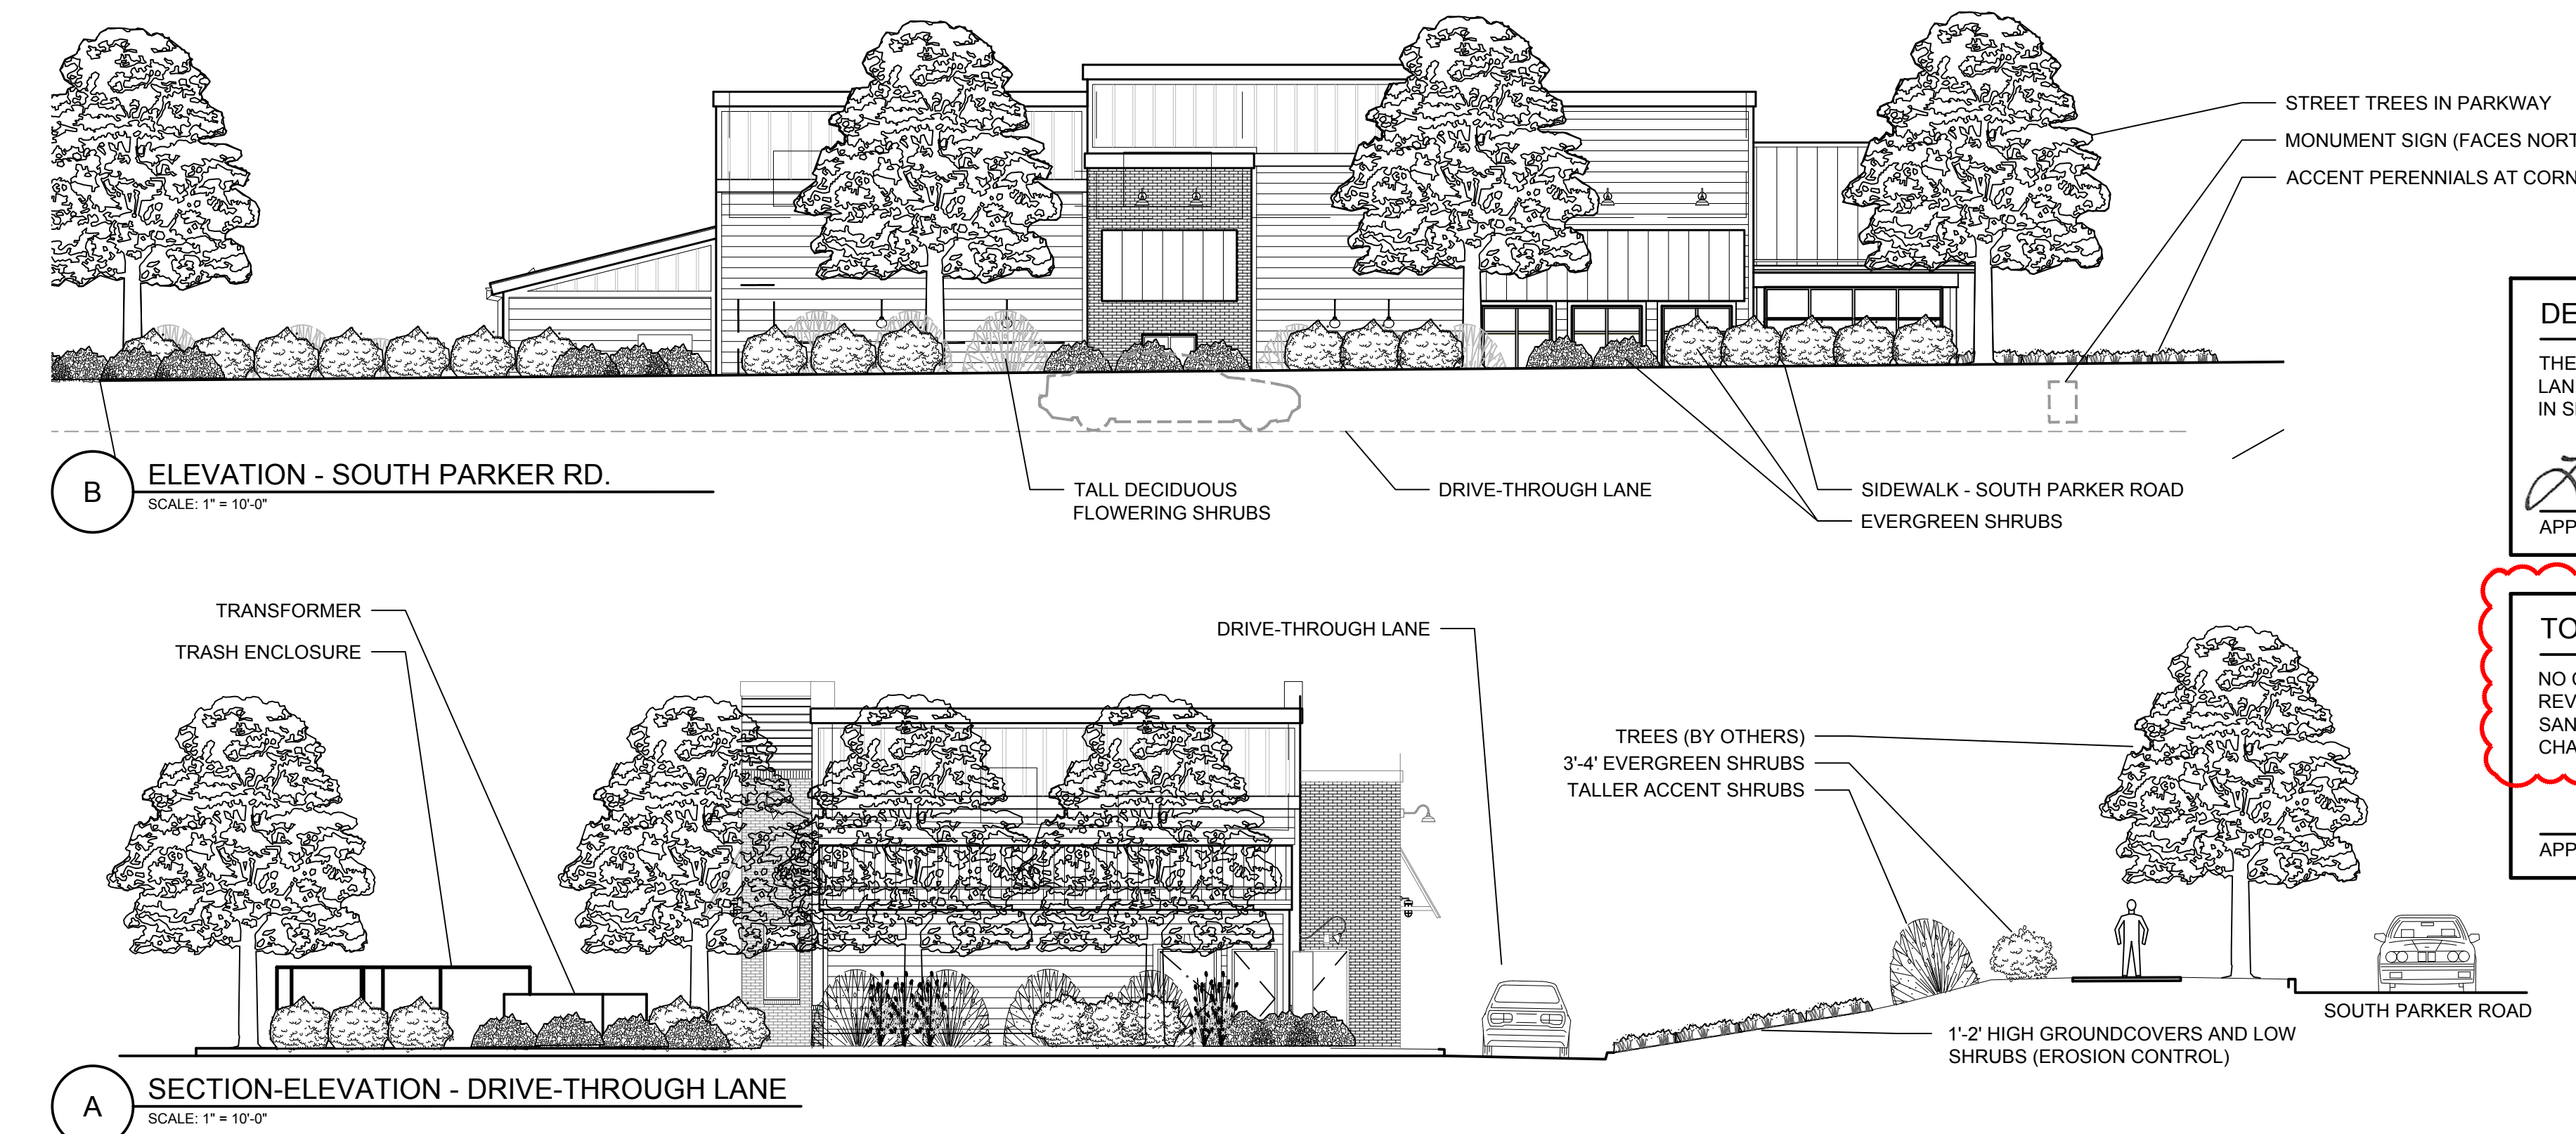 STREET TREES IN PARKWAY
MONUMENT SIGN (FACES
ACCENT PERENNIALS AT
B
ELEVATION - SOUTH PARKER RD.
SCALE: 1" = 10'-0"
TALL DECIDUOUS
FLOWERING SHRUBS
DRIVE-THROUGH LANE
SIDEWALK - SOUTH PARKER ROAD
EVERGREEN SHRUBS
TRANSFORMER
TRASH ENCLOSURE
DRIVE-THROUGH LANE
TREES (BY OTHERS)
3'-4' EVERGREEN SHRUBS
TALLER ACCENT SHRUBS
SOUTH PARKER ROAD
1'-2' HIGH GROUNDCOVERS AND LOW
SHRUBS (EROSION CONTROL)
A
SECTION-ELEVATION - DRIVE-THROUGH LANE
SCALE: 1" = 10'-0"
THE
IN
NO